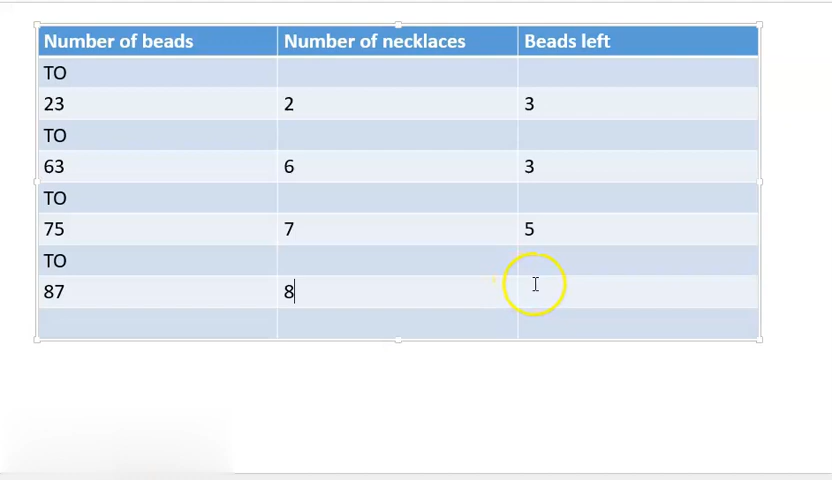 Number of beads Number of necklaces Beads left
TO
23 2 3
TO
63 6 3
TO
75 7 5
TO
87 8